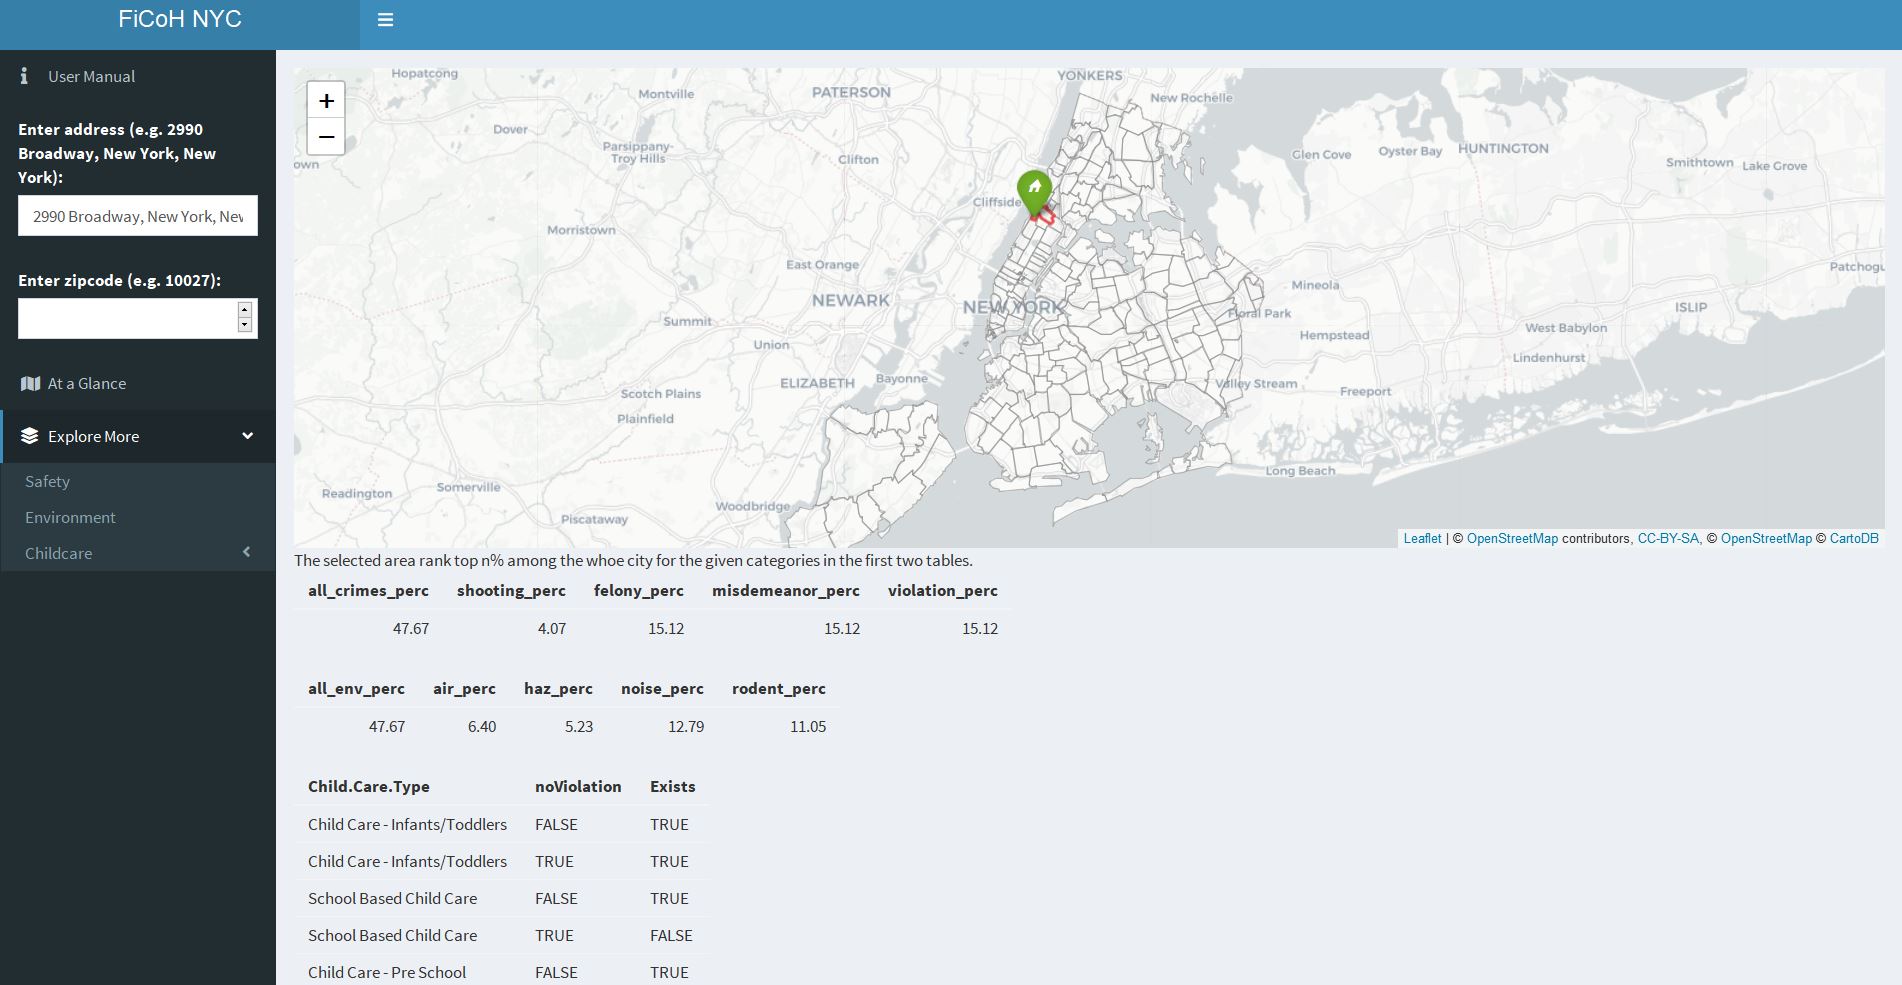 FiCoH NYC
User Manual
Enter address (e.g. 2990
Broadway, New York, New
York):
2990 Broadway, New York, Nev
Enter zipcode (e.g. 10027):
At a Glance
Explore More
Safety
Environment
Childcare
+
−
Hopatcong
Montville
PATERSON
YONKERS
New Rochelle
Dover
Parsippany-
Troy Hills
Clifton
Glen Cove
Oyster Bay
HUNTINGTON
Smithtown
Lake Grove
own
Cliffside
Morristown
East Orange
NEWARK
NEW YORK
Mineola
Patchogu
Floral Park
ISLIP
Summit
Union
Hempstead
West Babylon
Lindenhurst
ELIZABETH
Bayonne
Valley Stream
Freeport
Scotch Plains
Plainfield
Long Beach
Readington
Somerville
Woodbridge
Piscataway
Leaflet | © OpenStreetMap contributors, CC-BY-SA, © OpenStreetMap © CartoDB
The selected area rank top n% among the whoe city for the given categories in the first two tables.
all_crimes_perc shooting_perc felony_perc misdemeanor_perc violation_perc
47.67 4.07 15.12 15.12 15.12
all_env_perc air_perc haz_perc noise_perc rodent_perc
47.67 6.40 5.23 12.79 11.05
Child.Care.Type noViolation Exists
Child Care - Infants/Toddlers FALSE TRUE
Child Care - Infants/Toddlers TRUE TRUE
School Based Child Care FALSE TRUE
School Based Child Care TRUE FALSE
Child Care - Pre School FALSE TRUE